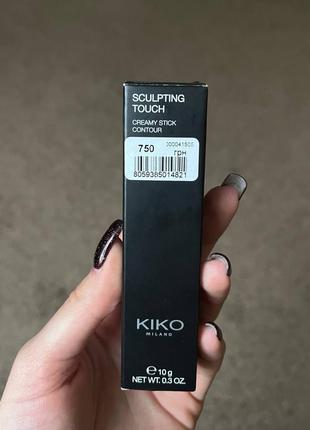 SCULPTING
TOUCH
CREAMY STICK
CONTOUR
750
грн
8059385014821
KIKO
MILANO
℮ 10 g
NET WT. 0.3 OZ.